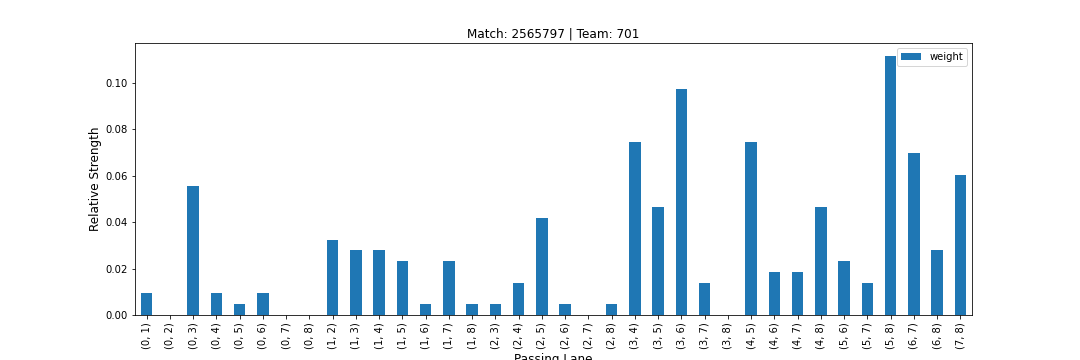 Match: 2565797 | Team: 701
weight
Relative Strength
0.10
0.08
0.06
0.04
0.02
0.00
(0, 1) (0, 2) (0, 3) (0, 4) (0, 5) (0, 6) (0, 7) (0, 8) (1, 2) (1, 3) (1, 4) (1, 5) (1, 6) (1, 7) (1, 8) (2, 3) (2, 4) (2, 5) (2, 6) (2, 7) (2, 8) (3, 4) (3, 5) (3, 6) (3, 7) (3, 8) (4, 5) (4, 6) (4, 7) (4, 8) (5, 6) (5, 7) (5, 8) (6, 7) (6, 8) (7, 8)
Passing Lane